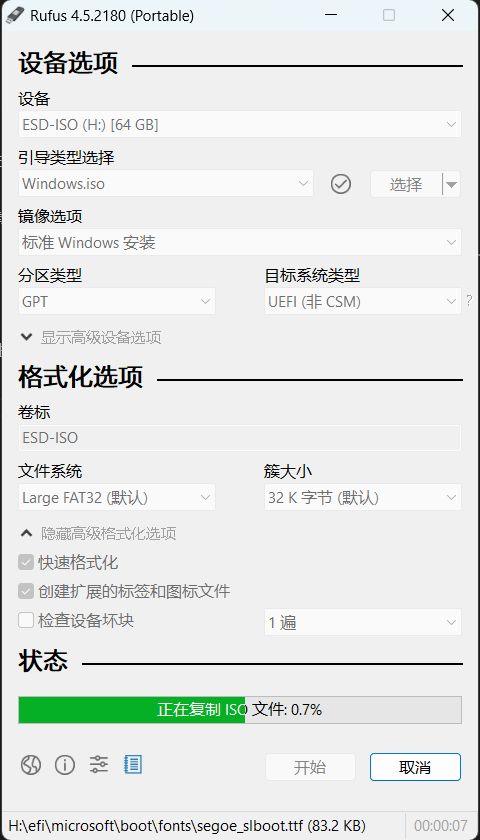 Rufus 4.5.2180 (Portable)
设备选项
设备
ESD-ISO (H:) [64 GB]
引导类型选择
Windows.iso
选择
镜像选项
标准 Windows 安装
分区类型
目标系统类型
GPT
UEFI (非 CSM)
?
显示高级设备选项
格式化选项
卷标
ESD-ISO
文件系统
簇大小
Large FAT32 (默认)
32 K 字节 (默认)
隐藏高级格式化选项
快速格式化
创建扩展的标签和图标文件
检查设备坏块
1 遍
状态
正在复制 ISO 文件: 0.7%
开始
取消
H:\efi\microsoft\boot\fonts\segoe_slboot.ttf (83.2 KB)
00:00:07